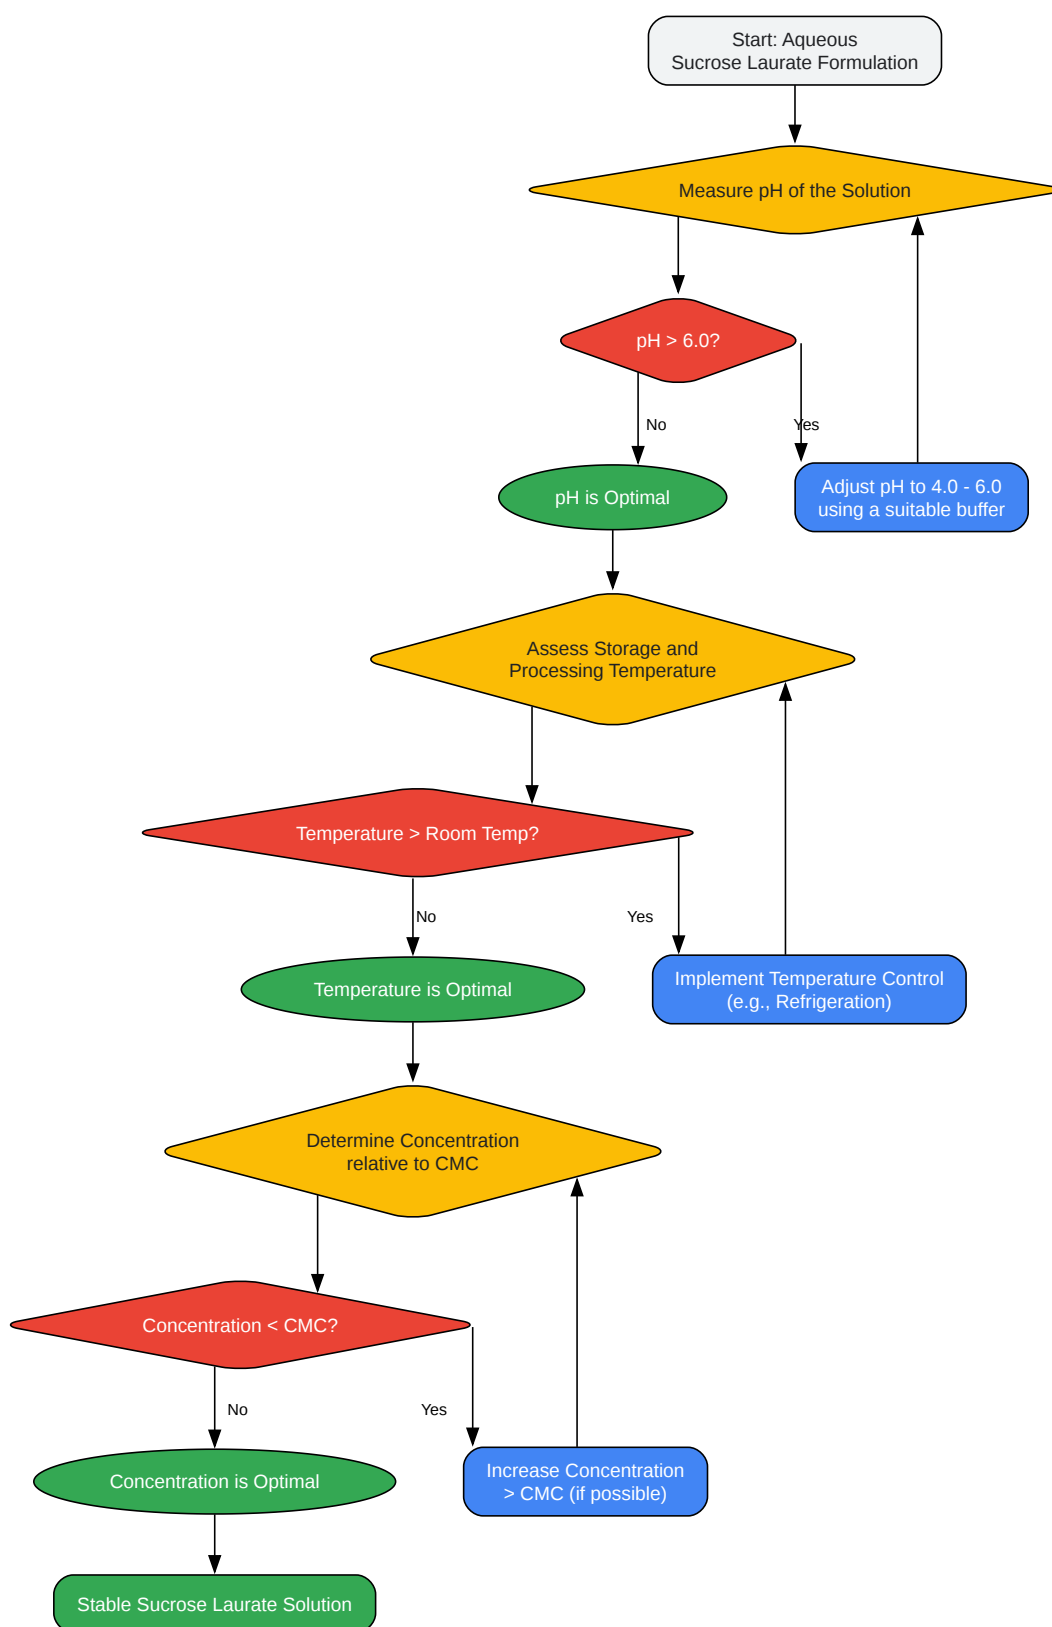 Start: Aqueous
Sucrose Laurate Formulation
Measure pH of the Solution
pH > 6.0?
No
Yes
pH is Optimal
Adjust pH to 4.0 - 6.0
using a suitable buffer
Assess Storage and
Processing Temperature
Temperature > Room Temp?
No
Yes
Temperature is Optimal
Implement Temperature Control
(e.g., Refrigeration)
Determine Concentration
relative to CMC
Concentration < CMC?
No
Yes
Concentration is Optimal
Increase Concentration
> CMC (if possible)
Stable Sucrose Laurate Solution